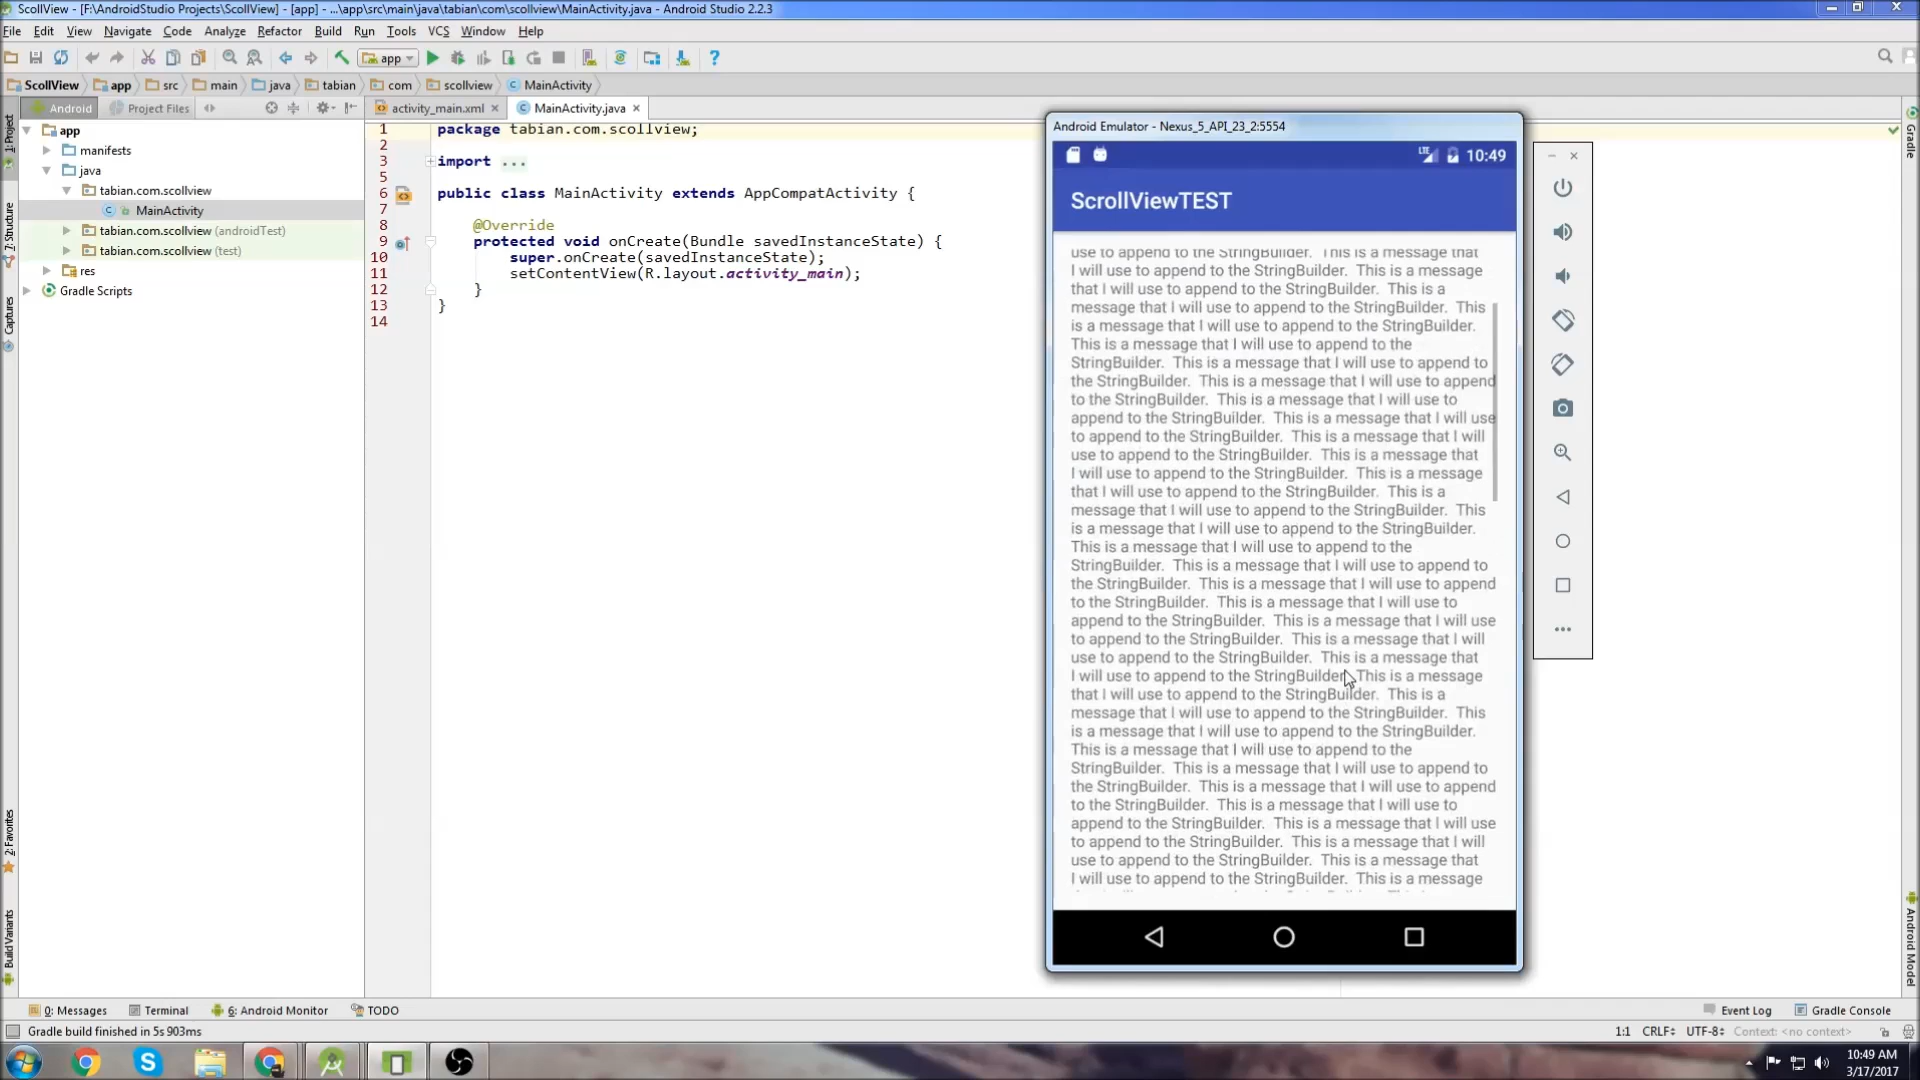 ScollView - [F:\AndroidStudio Projects\ScollView] - [app] - ...\app\src\main\java\tabian\com\scollview\MainActivity.java - Android Studio 2.2.3
File Edit View Navigate Code Analyze Refactor Build Run Tools VCS Window Help
app
ScollView app src main java tabian com scollview MainActivity
Android Project Files
activity_main.xml MainActivity.java
1: Project
7: Structure
Captures
2: Favorites
Build Variants
Gradle
Android Model
app
manifests
java
tabian.com.scollview
MainActivity
tabian.com.scollview (androidTest)
tabian.com.scollview (test)
res
Gradle Scripts
1 package tabian.com.scollview;
2
3 import ...
5
6 public class MainActivity extends AppCompatActivity {
7
8 @Override
9 protected void onCreate(Bundle savedInstanceState) {
10 super.onCreate(savedInstanceState);
11 setContentView(R.layout.activity_main);
12 }
13 }
14
Android Emulator - Nexus_5_API_23_2:5554
LTE 10:49
ScrollViewTEST
use to append to the StringBuilder. This is a message that
I will use to append to the StringBuilder. This is a message
that I will use to append to the StringBuilder. This is a
message that I will use to append to the StringBuilder. This
is a message that I will use to append to the StringBuilder.
This is a message that I will use to append to the
StringBuilder. This is a message that I will use to append to
the StringBuilder. This is a message that I will use to append
to the StringBuilder. This is a message that I will use to
append to the StringBuilder. This is a message that I will use
to append to the StringBuilder. This is a message that I will
use to append to the StringBuilder. This is a message that
I will use to append to the StringBuilder. This is a message
that I will use to append to the StringBuilder. This is a
message that I will use to append to the StringBuilder. This
is a message that I will use to append to the StringBuilder.
This is a message that I will use to append to the
StringBuilder. This is a message that I will use to append to
the StringBuilder. This is a message that I will use to append
to the StringBuilder. This is a message that I will use to
append to the StringBuilder. This is a message that I will use
to append to the StringBuilder. This is a message that I will
use to append to the StringBuilder. This is a message that
I will use to append to the StringBuilder. This is a message
that I will use to append to the StringBuilder. This is a
message that I will use to append to the StringBuilder. This
is a message that I will use to append to the StringBuilder.
This is a message that I will use to append to the
StringBuilder. This is a message that I will use to append to
the StringBuilder. This is a message that I will use to append
to the StringBuilder. This is a message that I will use to
append to the StringBuilder. This is a message that I will use
to append to the StringBuilder. This is a message that I will
use to append to the StringBuilder. This is a message that
I will use to append to the StringBuilder. This is a message
0: Messages Terminal 6: Android Monitor TODO Event Log Gradle Console
Gradle build finished in 5s 903ms 1:1 CRLF UTF-8 Context: <no context>
10:49 AM
3/17/2017